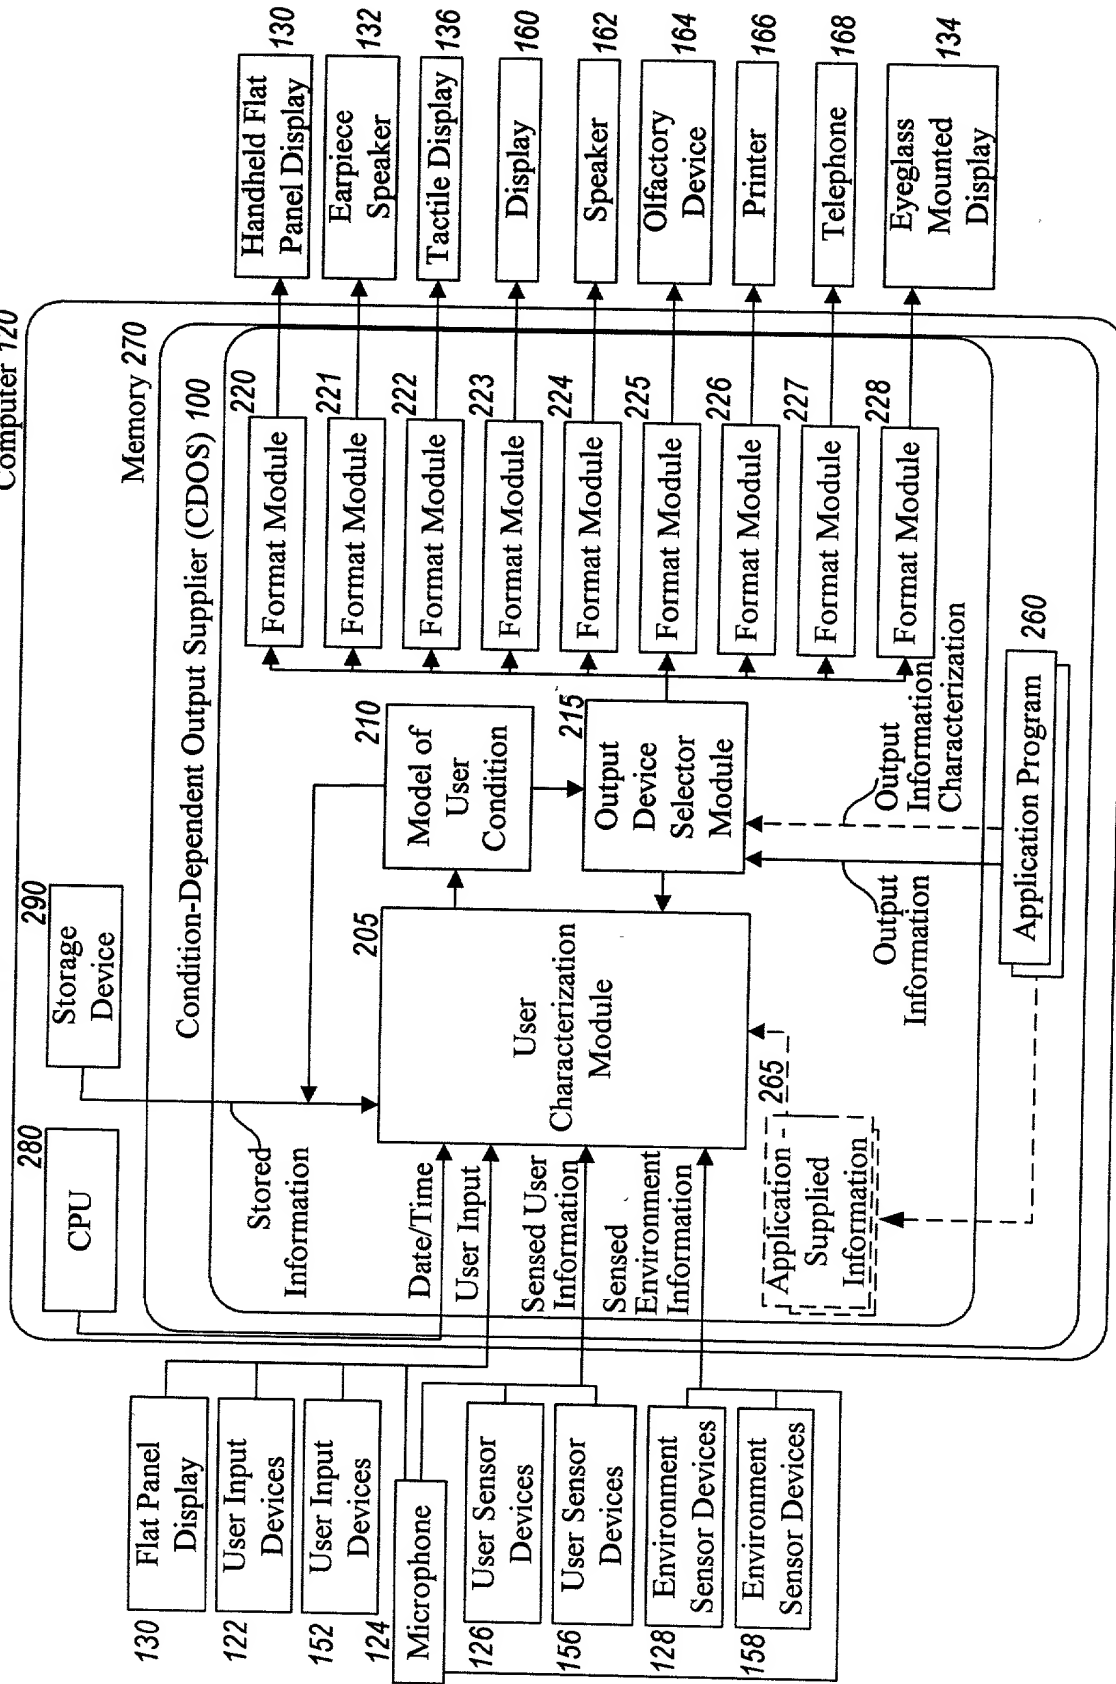 Computer 120
Memory 270
Condition-Dependent Output Supplier (CDOS) 100
CPU
280
Storage
Device
290
Stored
Information
Date/Time
User Input
Sensed User
Information
Sensed
Environment
Information
Application
Supplied
Information
265
User
Characterization
Module
205
Model of
User
Condition
210
Output
Device
Selector
Module
215
Output
Information
Output
Information
Characterization
Application Program
260
Format Module
220
Format Module
221
Format Module
222
Format Module
223
Format Module
224
Format Module
225
Format Module
226
Format Module
227
Format Module
228
Handheld Flat
Panel Display
130
Earpiece
Speaker
132
Tactile Display
136
Display
160
Speaker
162
Olfactory
Device
164
Printer
166
Telephone
168
Eyeglass
Mounted
Display
134
Flat Panel
Display
130
User Input
Devices
122
User Input
Devices
152
Microphone
124
User Sensor
Devices
126
User Sensor
Devices
156
Environment
Sensor Devices
128
Environment
Sensor Devices
158